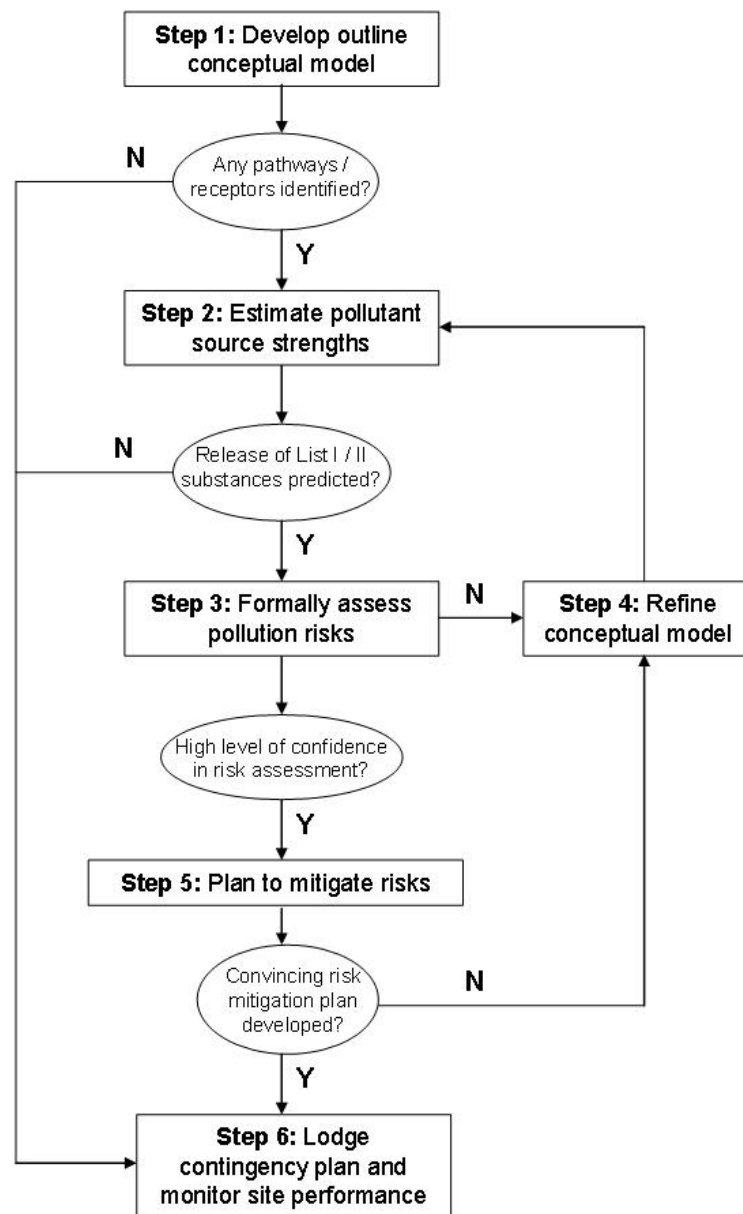 Step 1: Develop outline
conceptual model
N
Any pathways /
receptors identified?
Y
Step 2: Estimate pollutant
source strengths
N
Release of List I / II
substances predicted?
Y
Step 3: Formally assess
pollution risks
N
Step 4: Refine
conceptual model
High level of confidence
in risk assessment?
Y
Step 5: Plan to mitigate risks
Convincing risk
mitigation plan
developed?
N
Y
Step 6: Lodge
contingency plan and
monitor site performance